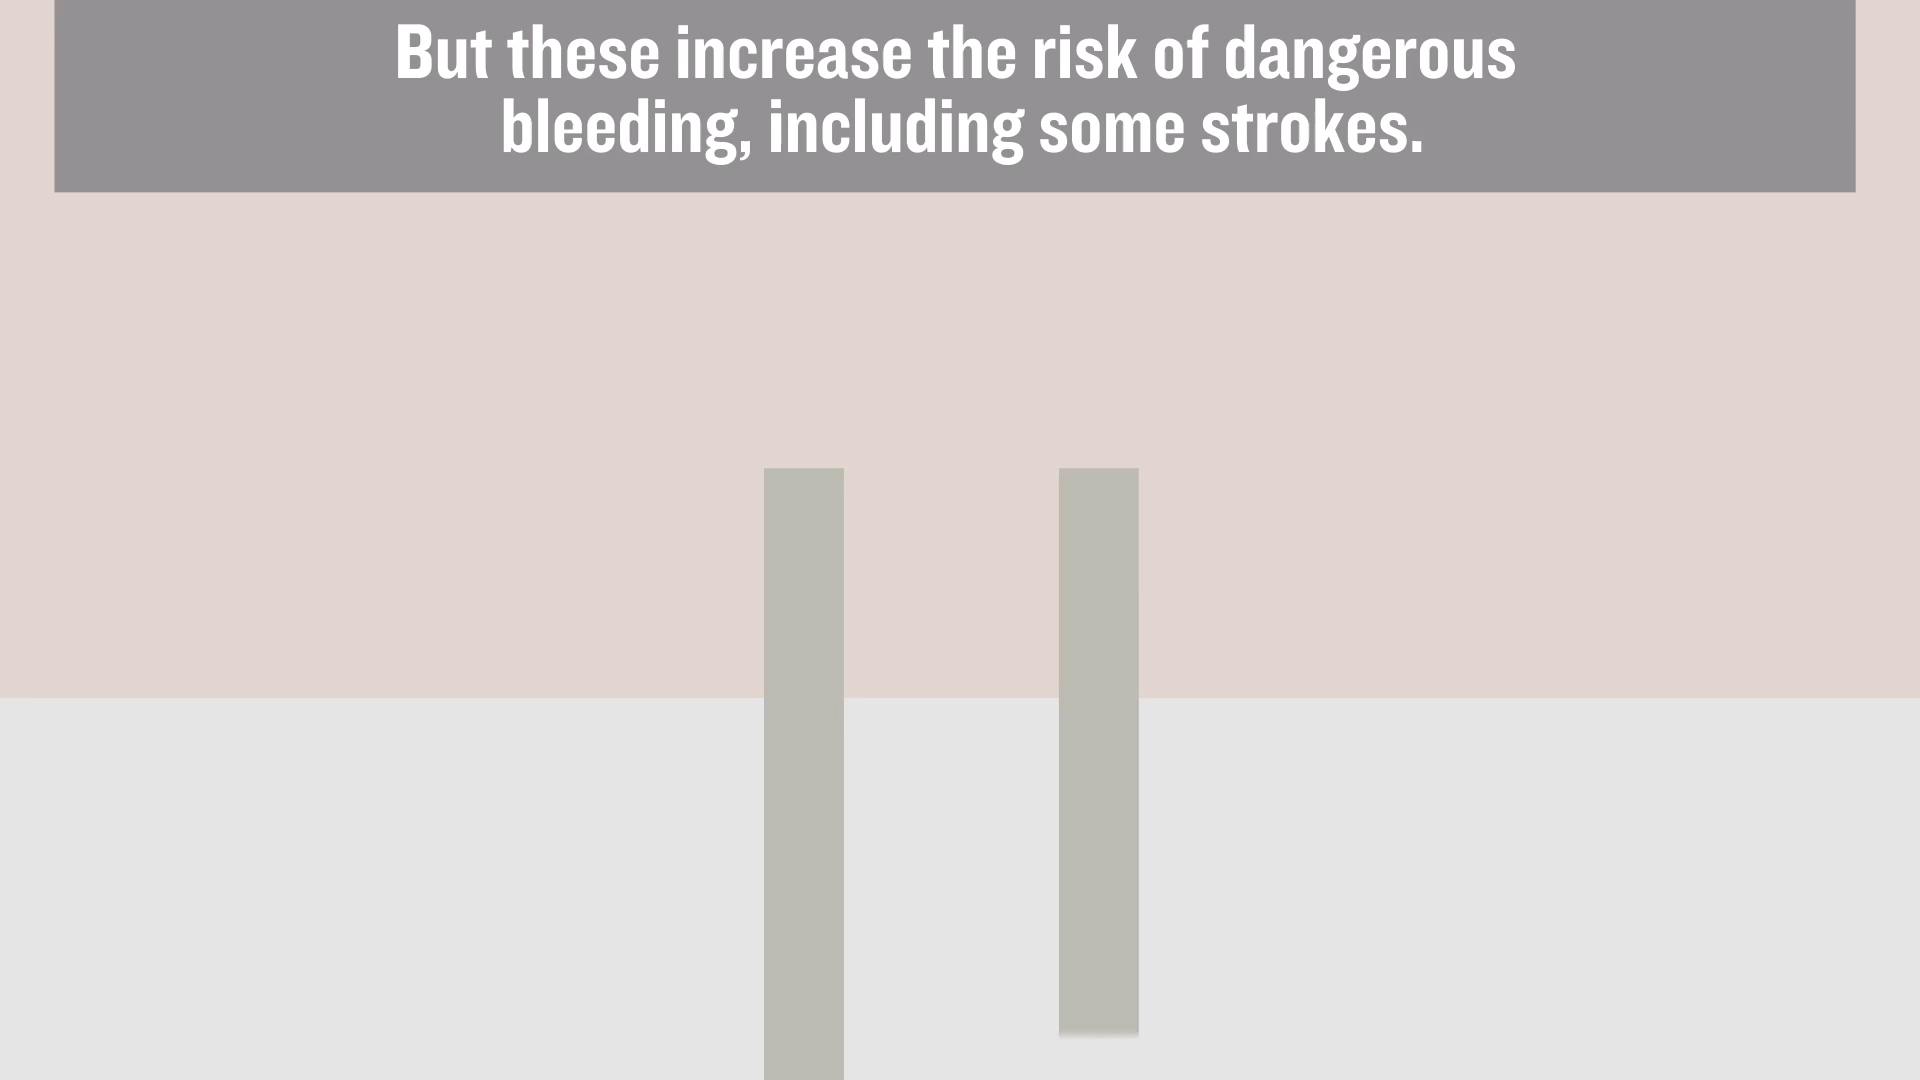 But these increase the risk of dangerous
bleeding, including some strokes.